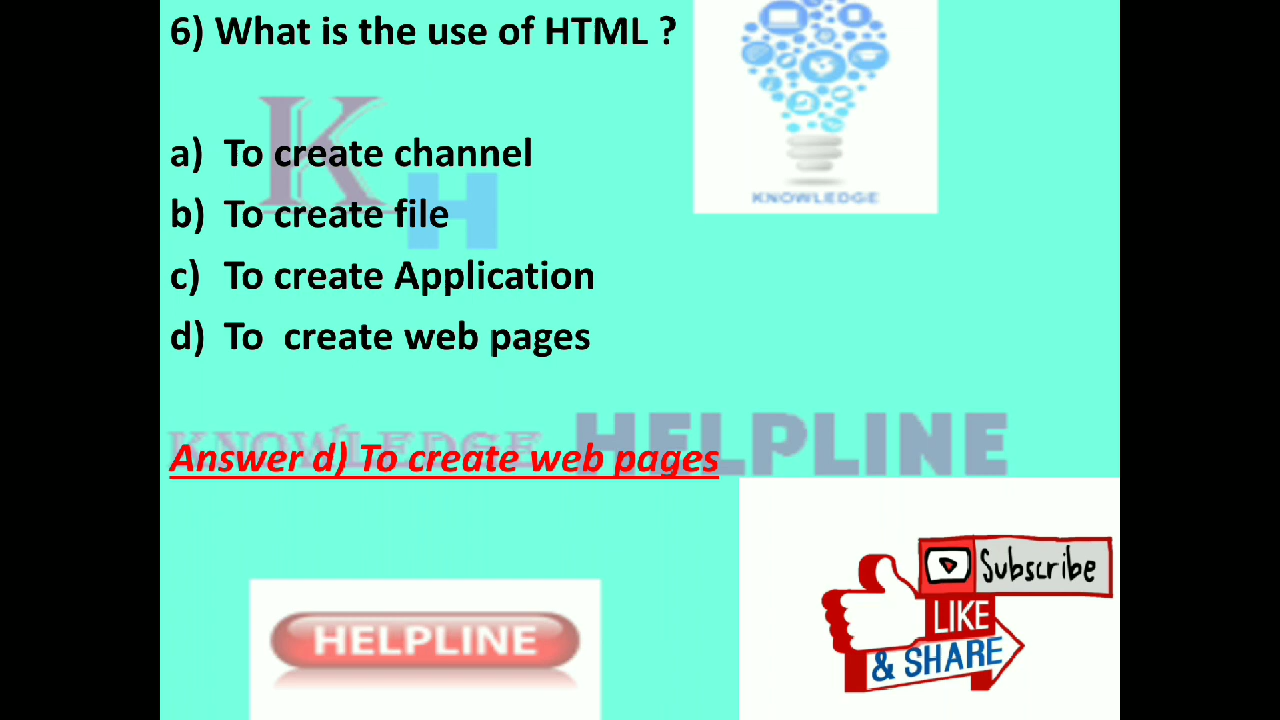 6) What is the use of HTML ?
KNOWLEDGE
a) To create channel
b) To create file
c) To create Application
d) To create web pages
K
H
KNOWLEDGE HELPLINE
Answer d) To create web pages
Subscribe
LIKE
& SHARE
HELPLINE